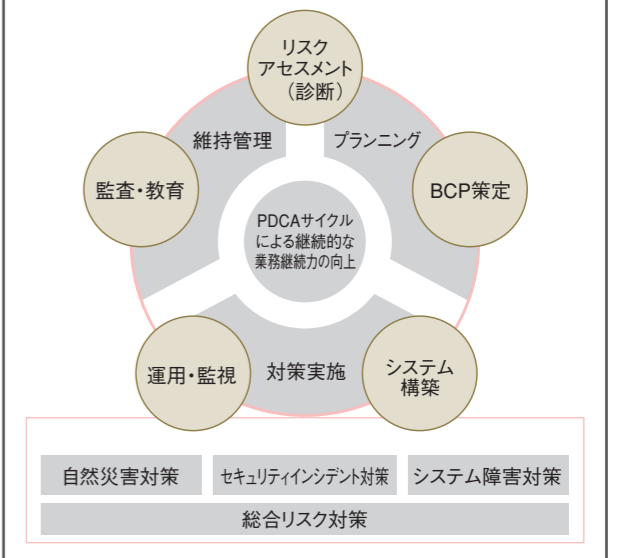 リスク
アセスメント
（診断）
維持管理
プランニング
監査・教育
BCP策定
PDCAサイクル
による継続的な
業務継続力の向上
運用・監視
対策実施
システム
構築
自然災害対策
セキュリティインシデント対策
システム障害対策
総合リスク対策